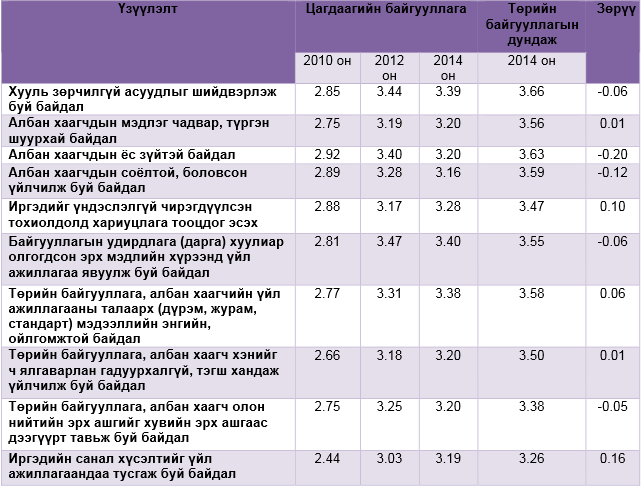 Үзүүлэлт Цагдаагийн байгууллага Төрийн байгууллагын дундаж Зөрүү
2010 он 2012 он 2014 он 2014 он
Хууль зөрчилгүй асуудлыг шийдвэрлэж
буй байдал 2.85 3.44 3.39 3.66 -0.06
Албан хаагчдын мэдлэг чадвар, түргэн
шуурхай байдал 2.75 3.19 3.20 3.56 0.01
Албан хаагчдын ёс зүйтэй байдал 2.92 3.40 3.20 3.63 -0.20
Албан хаагчдын соёлтой, боловсон
үйлчилж буй байдал 2.89 3.28 3.16 3.59 -0.12
Иргэдийг үндэслэлгүй чирэгдүүлсэн
тохиолдолд хариуцлага тооцдог эсэх 2.88 3.17 3.28 3.47 0.10
Байгууллагын удирдлага (дарга) хуулиар
олгогдсон эрх мэдлийн хүрээнд үйл
ажиллагаа явуулж буй байдал 2.81 3.47 3.40 3.55 -0.06
Төрийн байгууллага, албан хаагчийн үйл
ажиллагааны талаарх (дүрэм, журам,
стандарт) мэдээллийн энгийн,
ойлгомжтой байдал 2.77 3.31 3.38 3.58 0.06
Төрийн байгууллага, албан хаагч хэнийг
ч ялгаварлан гадуурхалгүй, тэгш хандаж
үйлчилж буй байдал 2.66 3.18 3.20 3.50 0.01
Төрийн байгууллага, албан хаагч олон
нийтийн эрх ашгийг хувийн эрх ашгаас
дээгүүрт тавьж буй байдал 2.75 3.25 3.20 3.38 -0.05
Иргэдийн санал хүсэлтийг үйл
ажиллагаандаа тусгаж буй байдал 2.44 3.03 3.19 3.26 0.16